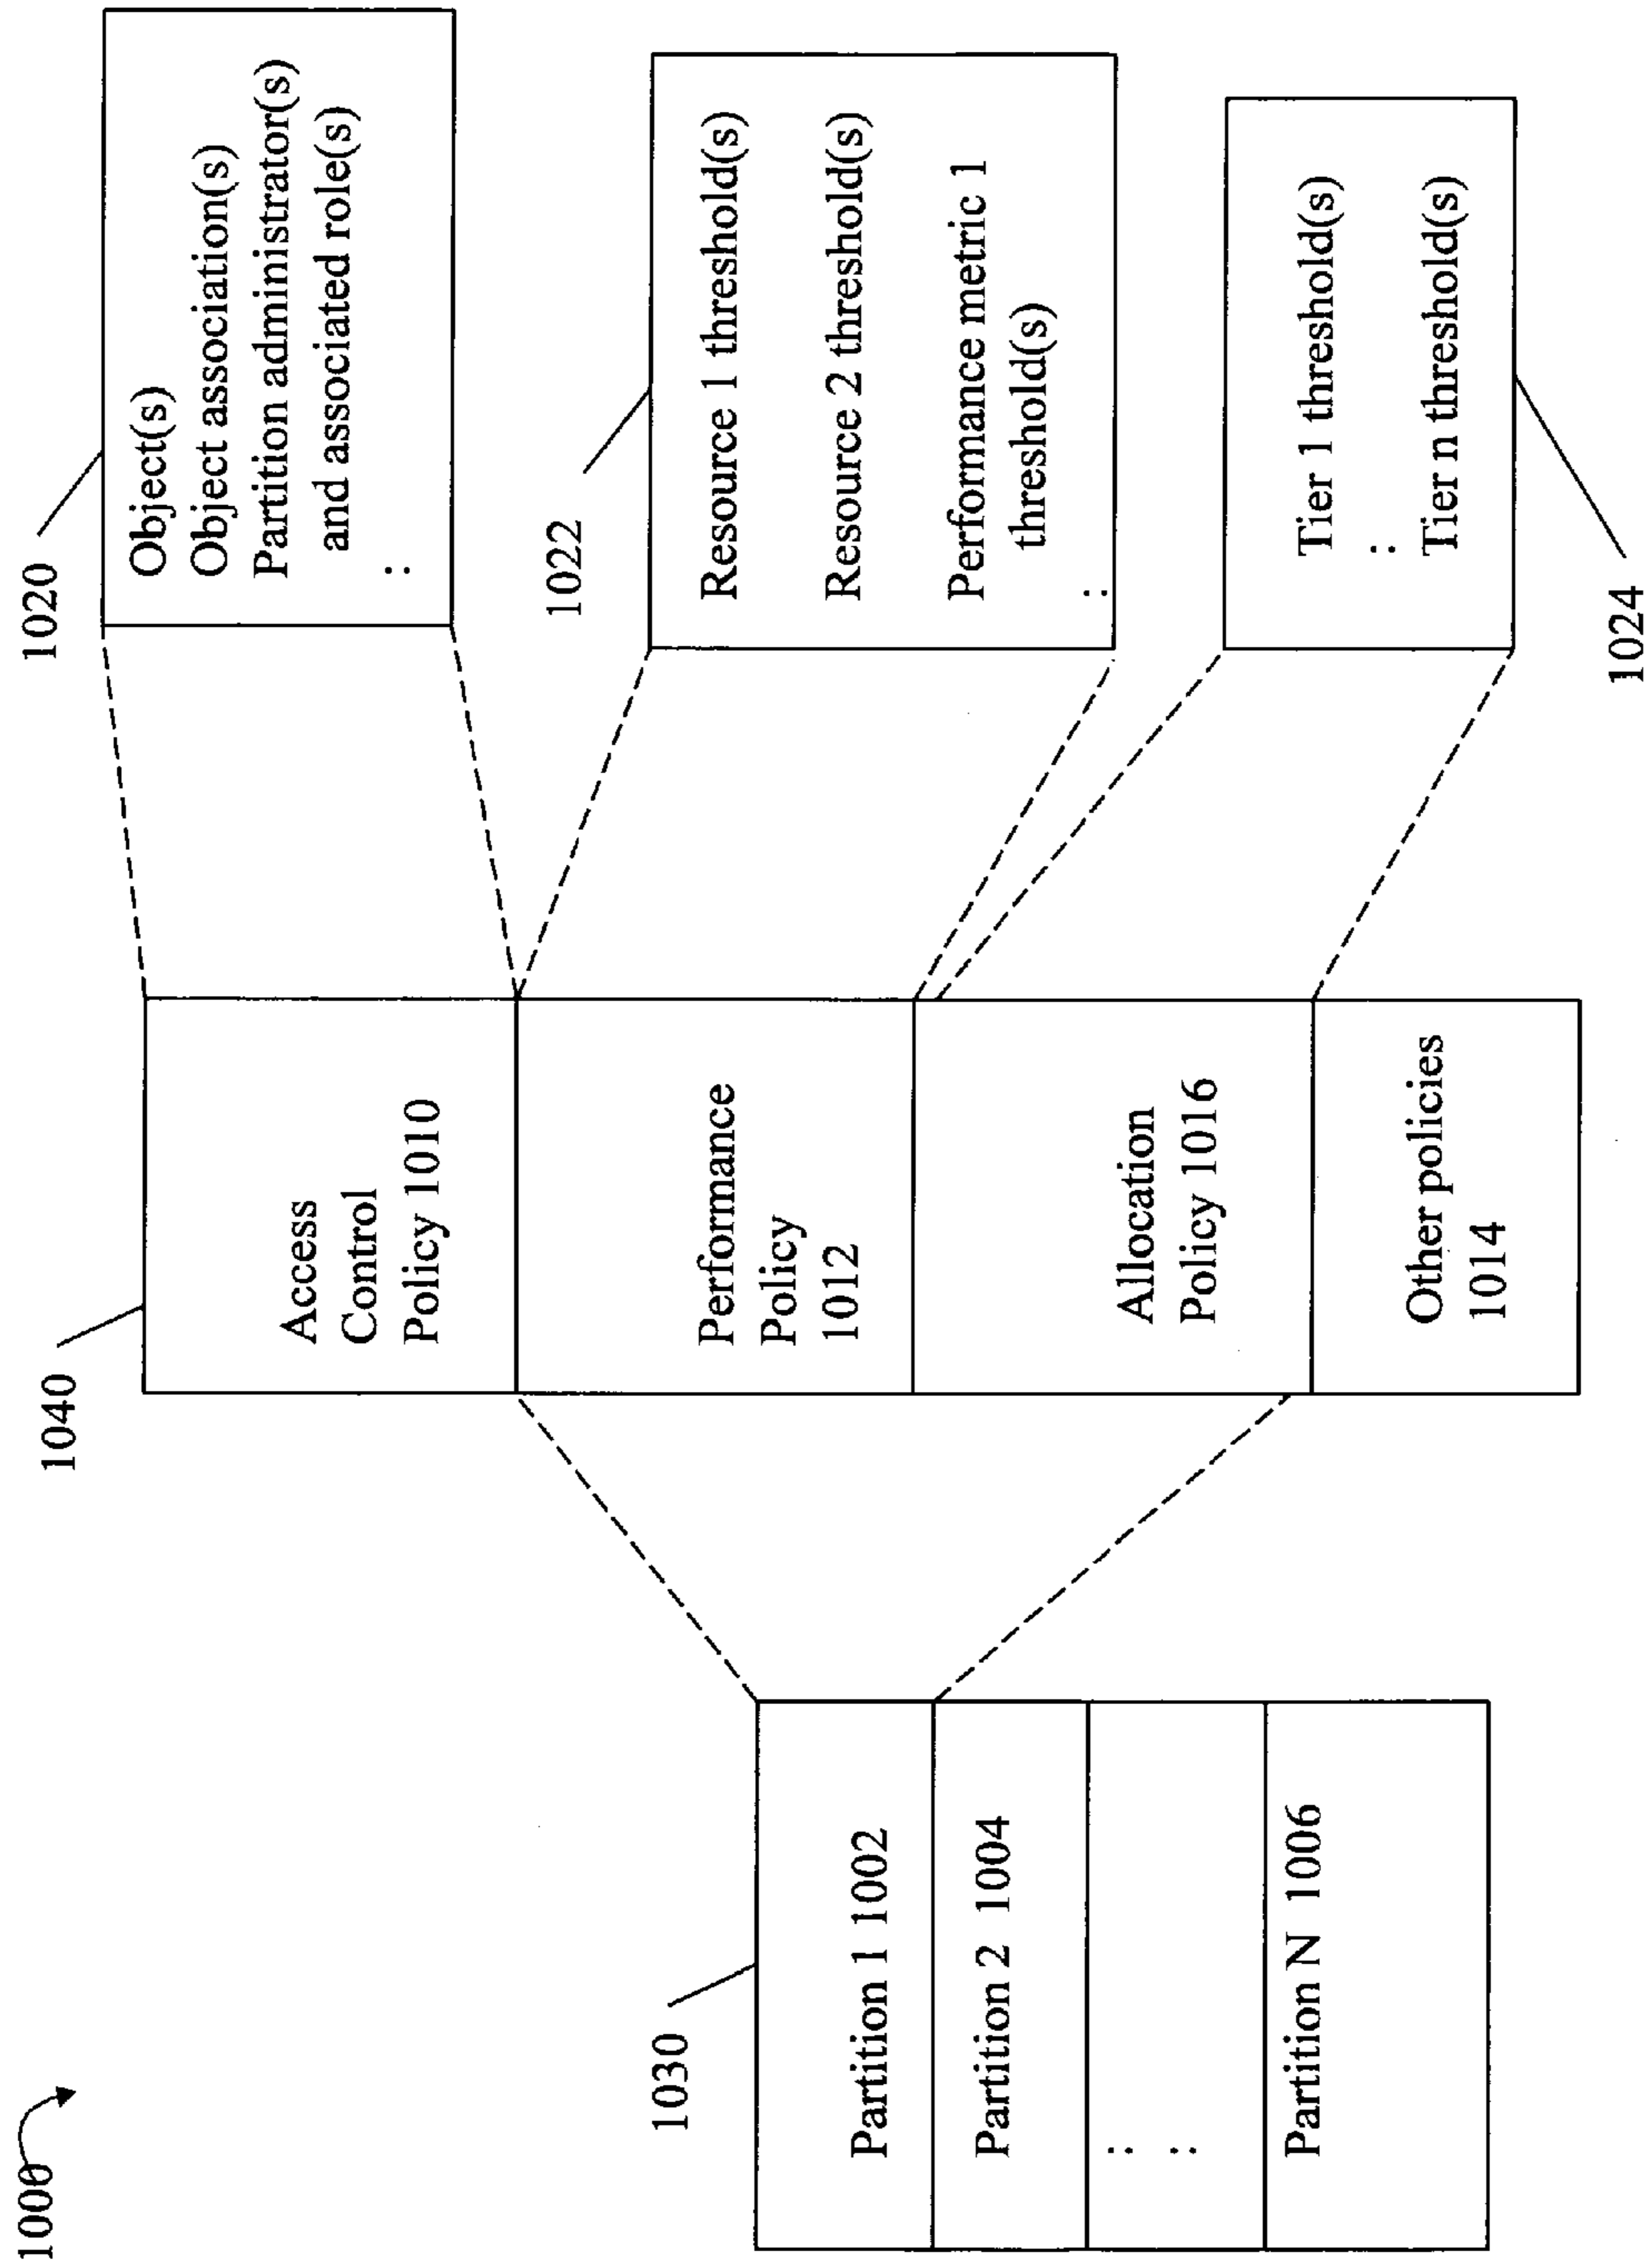 1000
1030
Partition 1 1002
Partition 2 1004
:
:
Partition N 1006
1040
Access
Control
Policy 1010
Performance
Policy
1012
Allocation
Policy 1016
Other policies
1014
1020
Object(s)
Object association(s)
Partition administrator(s)
and associated role(s)
:
1022
Resource 1 threshold(s)
Resource 2 threshold(s)
Performance metric 1
threshold(s)
:
Tier 1 threshold(s)
:
Tier n threshold(s)
1024